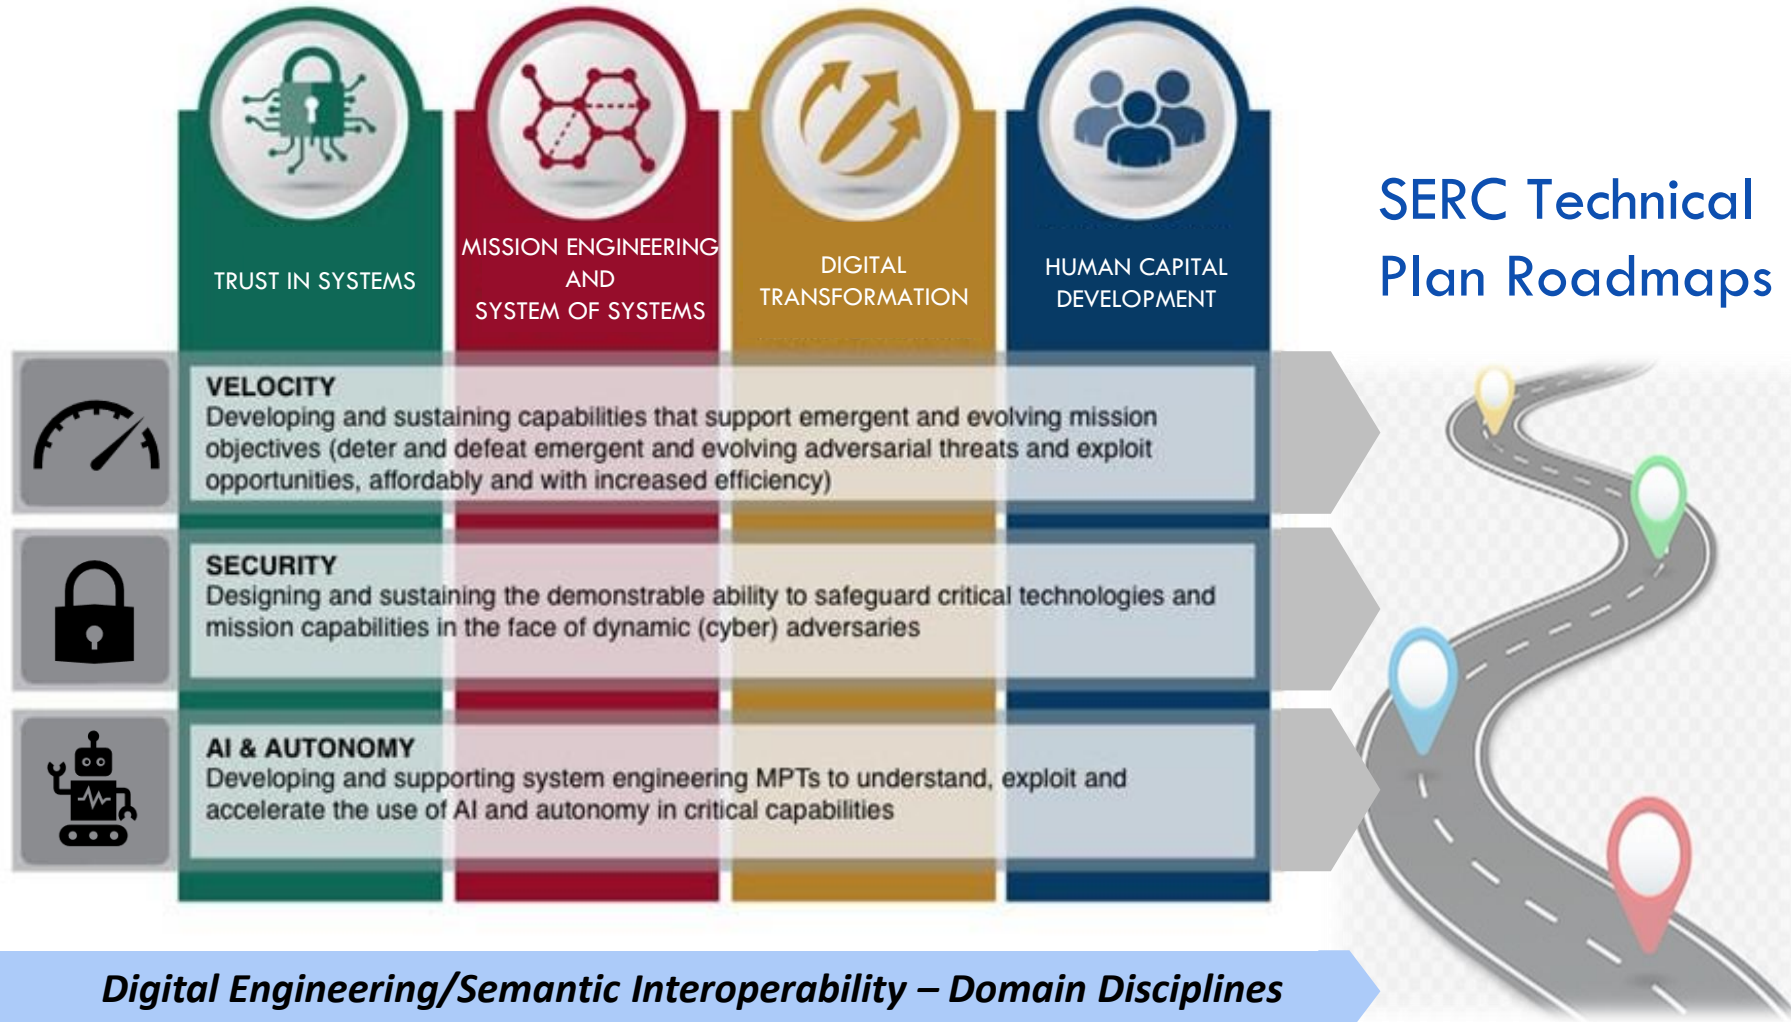 TRUST IN SYSTEMS
MISSION ENGINEERING
AND
SYSTEM OF SYSTEMS
DIGITAL
TRANSFORMATION
HUMAN CAPITAL
DEVELOPMENT
SERC Technical
Plan Roadmaps
VELOCITY
Developing and sustaining capabilities that support emergent and evolving mission
objectives (deter and defeat emergent and evolving adversarial threats and exploit
opportunities, affordably and with increased efficiency)
SECURITY
Designing and sustaining the demonstrable ability to safeguard critical technologies and
mission capabilities in the face of dynamic (cyber) adversaries
AI & AUTONOMY
Developing and supporting system engineering MPTs to understand, exploit and
accelerate the use of AI and autonomy in critical capabilities
Digital Engineering/Semantic Interoperability – Domain Disciplines